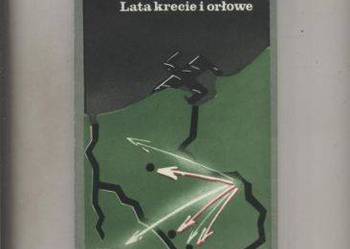 Lata krecie i orłowe